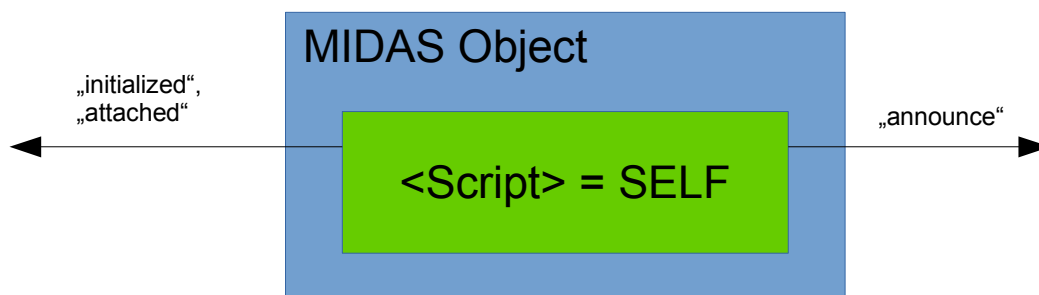 MIDAS Object
„initialized“,
„attached“
„announce“
<Script> = SELF